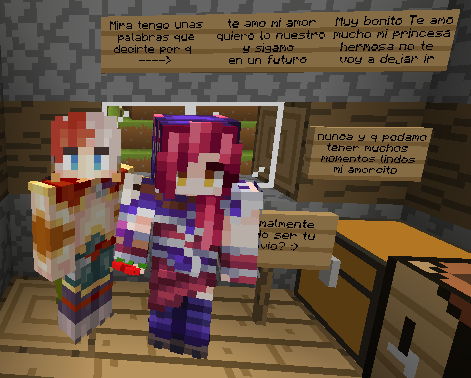 Mira tengo unas
palabras que
decirte por q
---->
te amo mi amor
quiero lo nuestro
y sigamo
en un futuro
Muy bonito Te amo
mucho mi princesa
hermosa no te
voy a dejar ir
nunca y q podamo
tener muchos
momentos lindos
mi amorcito
ser tu
:)